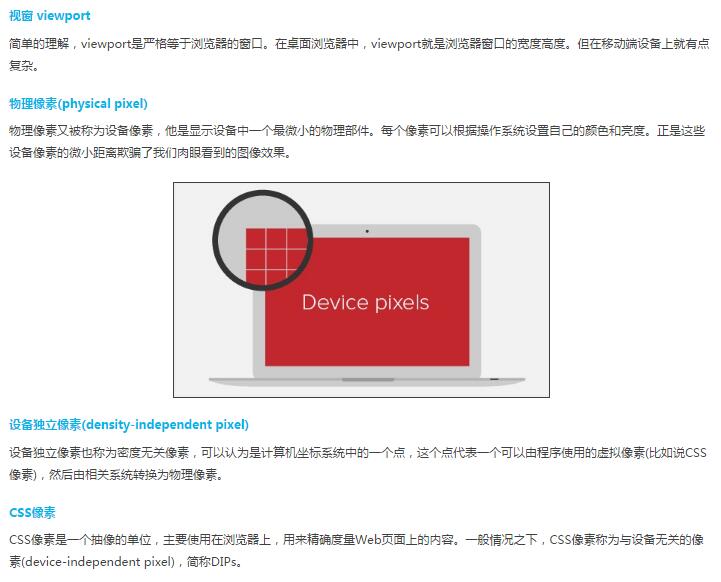 视窗 viewport
简单的理解，viewport是严格等于浏览器的窗口。在桌面浏览器中，viewport就是浏览器窗口的宽度高度。但在移动端设备上就有点
复杂。
物理像素(physical pixel)
物理像素又被称为设备像素，他是显示设备中一个最微小的物理部件。每个像素可以根据操作系统设置自己的颜色和亮度。正是这些
设备像素的微小距离欺骗了我们肉眼看到的图像效果。
Device pixels
设备独立像素(density-independent pixel)
设备独立像素也称为密度无关像素，可以认为是计算机坐标系统中的一个点，这个点代表一个可以由程序使用的虚拟像素(比如说CSS
像素)，然后由相关系统转换为物理像素。
CSS像素
CSS像素是一个抽像的单位，主要使用在浏览器上，用来精确度量Web页面上的内容。一般情况之下，CSS像素称为与设备无关的像
素(device-independent pixel)，简称DIPs。